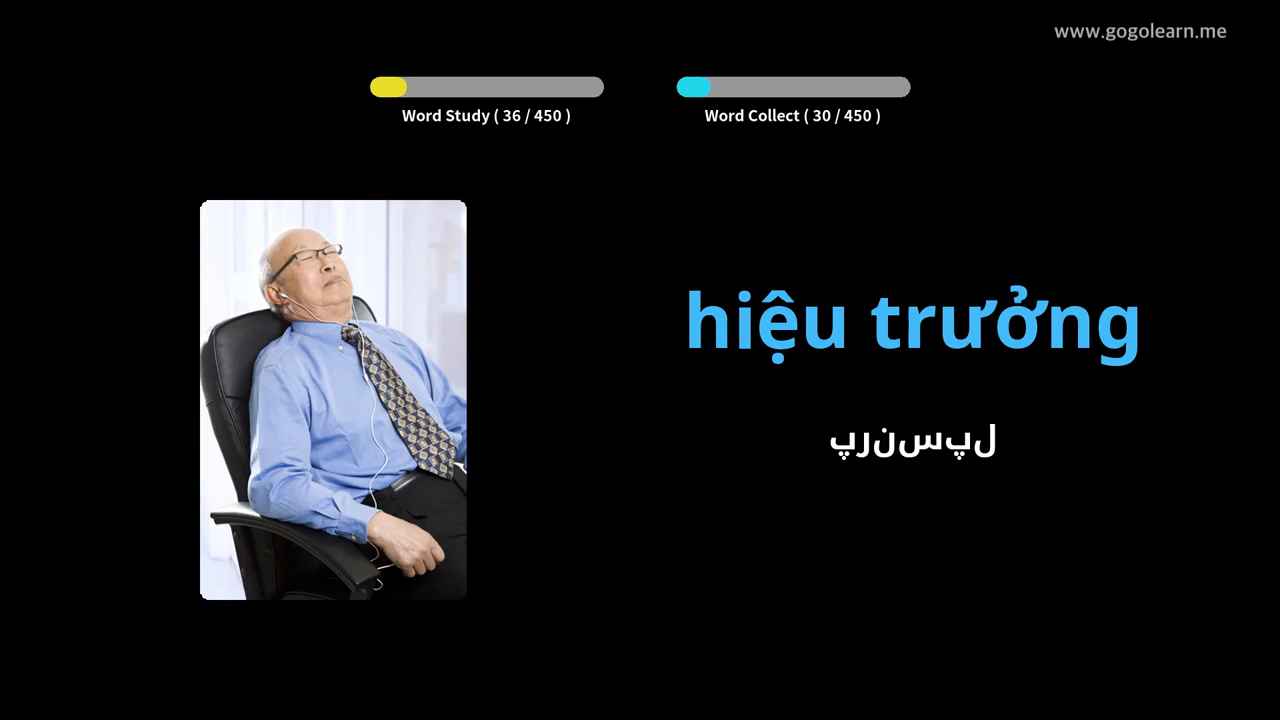 www.gogolearn.me
Word Study ( 36 / 450 )
Word Collect ( 30 / 450 )
hiệu trưởng
پرنسپل